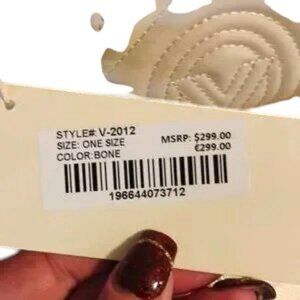 STYLE#: V-2012
SIZE: ONE SIZE MSRP: $299.00
COLOR:BONE €299.00
196644073712